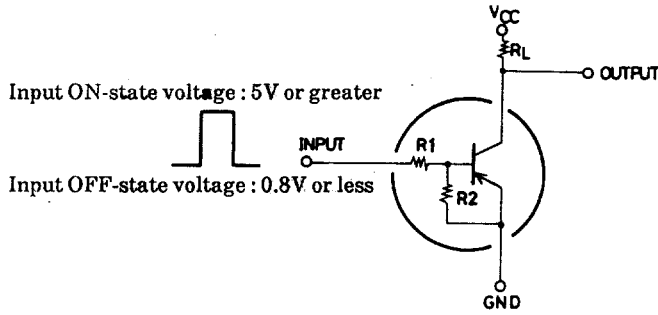 VCC
RL
OUTPUT
Input ON-state voltage : 5V or greater
INPUT
R1
Input OFF-state voltage : 0.8V or less
R2
GND